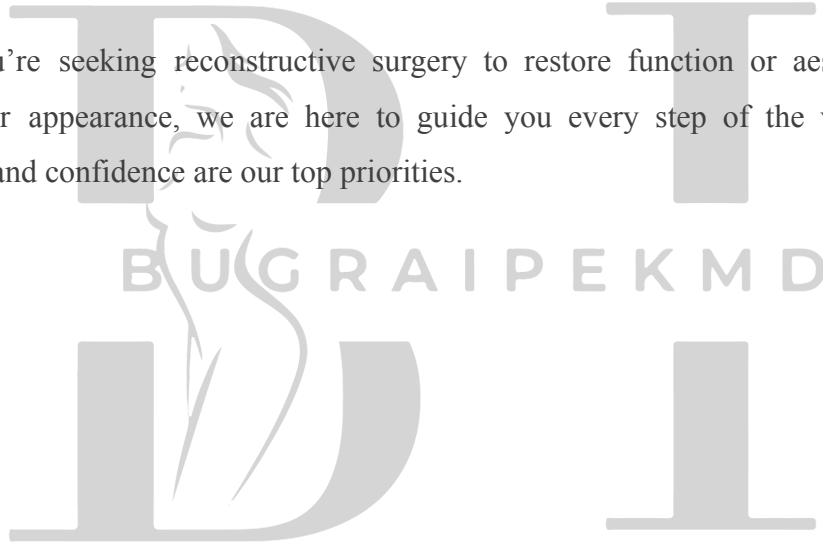 u’re seeking reconstructive surgery to restore function or aes
r appearance, we are here to guide you every step of the
and confidence are our top priorities.
BUGRAIPEKMD